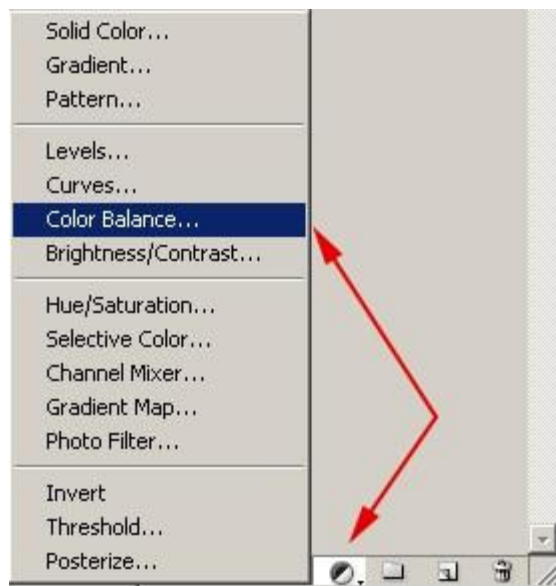 Solid Color...
Gradient...
Pattern...
Levels...
Curves...
Color Balance...
Brightness/Contrast...
Hue/Saturation...
Selective Color...
Channel Mixer...
Gradient Map...
Photo Filter...
Invert
Threshold...
Posterize...